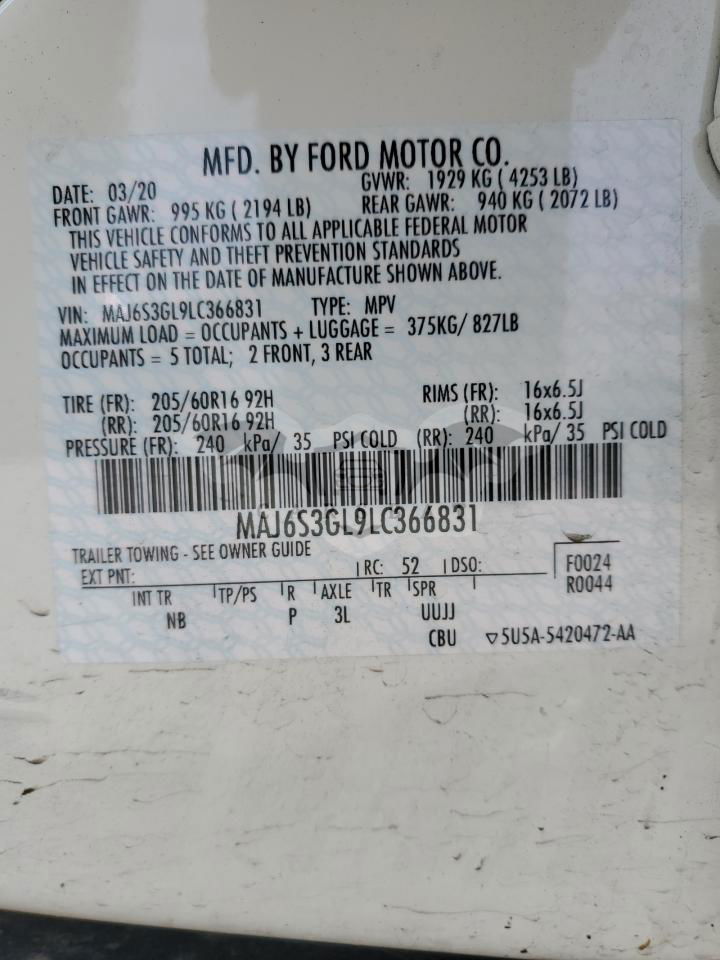 MFD. BY FORD MOTOR CO.
DATE: 03/20 GVWR: 1929 KG ( 4253 LB)
FRONT GAWR: 995 KG ( 2194 LB) REAR GAWR: 940 KG ( 2072 LB)
THIS VEHICLE CONFORMS TO ALL APPLICABLE FEDERAL MOTOR
VEHICLE SAFETY AND THEFT PREVENTION STANDARDS
IN EFFECT ON THE DATE OF MANUFACTURE SHOWN ABOVE.
VIN: MAJ6S3GL9LC366831 TYPE: MPV
MAXIMUM LOAD = OCCUPANTS + LUGGAGE = 375KG/ 827LB
OCCUPANTS = 5 TOTAL; 2 FRONT, 3 REAR
TIRE (FR): 205/60R16 92H RIMS (FR): 16x6.5J
(RR): 205/60R16 92H (RR): 16x6.5J
PRESSURE (FR): 240 kPa/ 35 PSI COLD (RR): 240 kPa/ 35 PSI COLD
MAJ6S3GL9LC366831
TRAILER TOWING - SEE OWNER GUIDE
EXT PNT: RC: 52 DSO: F0024
R0044
INT TR TP/PS R AXLE TR SPR
NB P 3L UUJJ
CBU ▽5U5A-5420472-AA